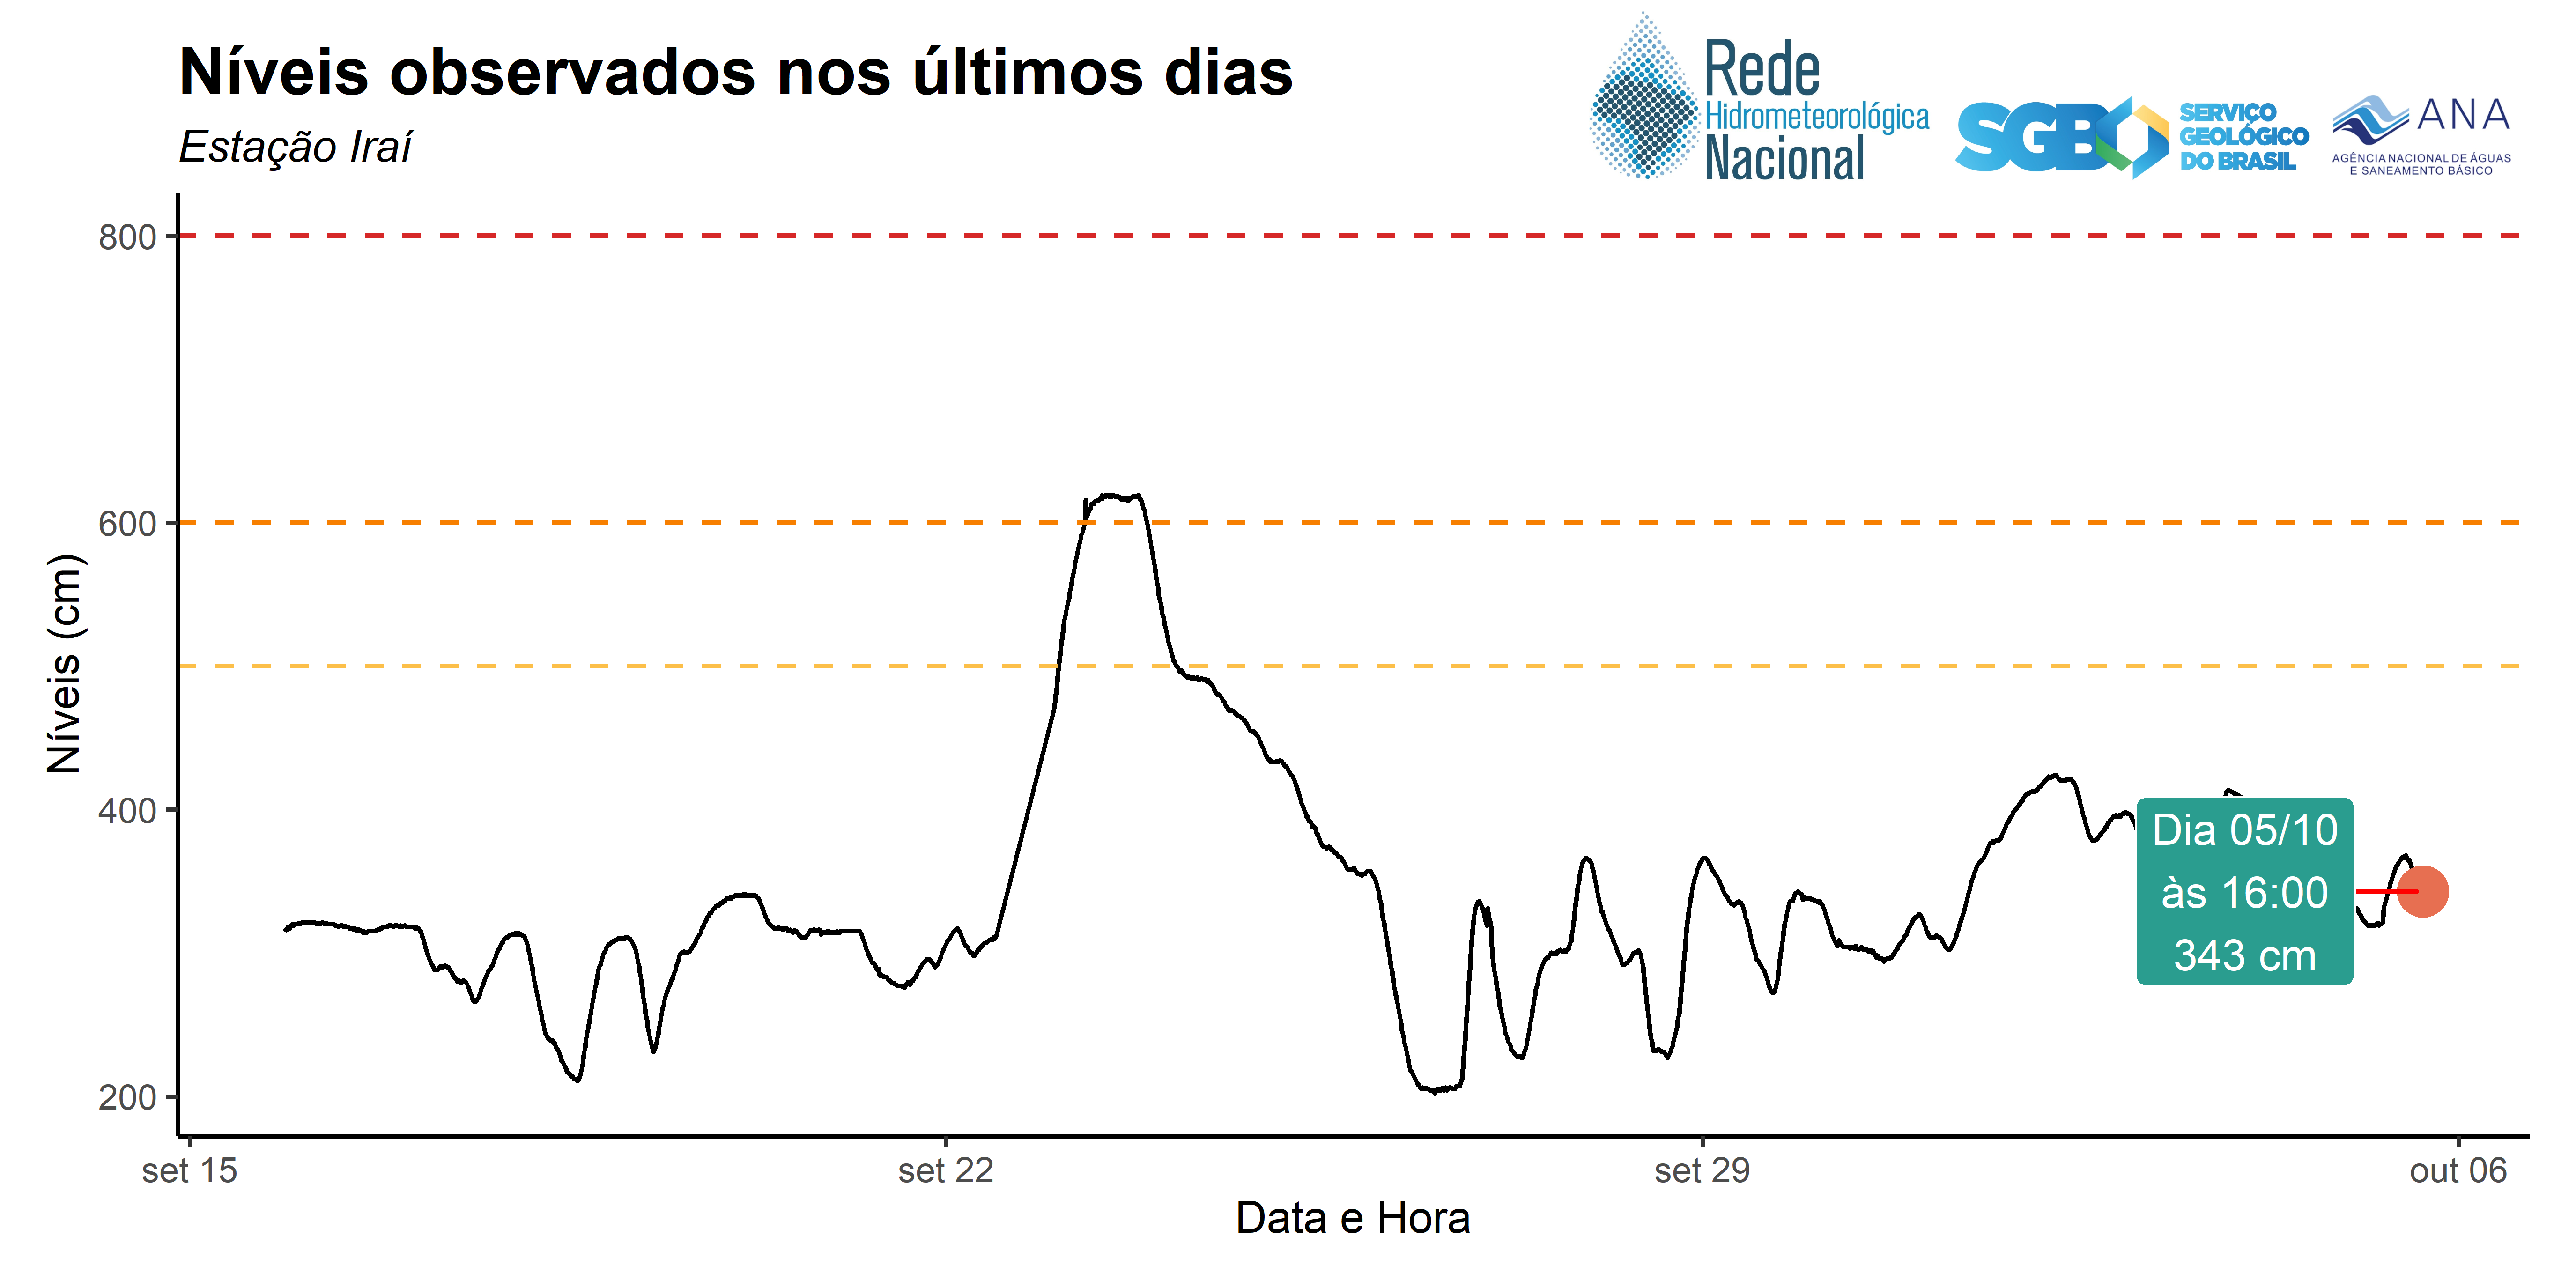 Níveis observados nos últimos dias
Estação Iraí
Rede
Hidrometeorológica
Nacional
SGB
SERVIÇO
GEOLÓGICO
DO BRASIL
ANA
AGÊNCIA NACIONAL DE ÁGUAS
E SANEAMENTO BÁSICO
Níveis (cm)
800
600
400
200
Dia 05/10
às 16:00
343 cm
set 15
set 22
set 29
out 06
Data e Hora